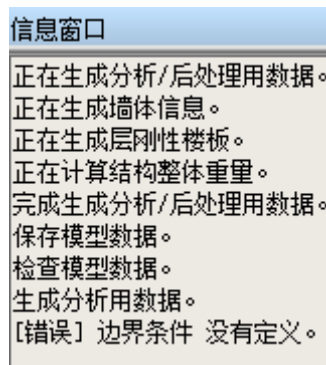 信息窗口
正在生成分析/后处理用数据。
正在生成墙体信息。
正在生成层刚性楼板。
正在计算结构整体重量。
完成生成分析/后处理用数据。
保存模型数据。
检查模型数据。
生成分析用数据。
[错误] 边界条件 没有定义。